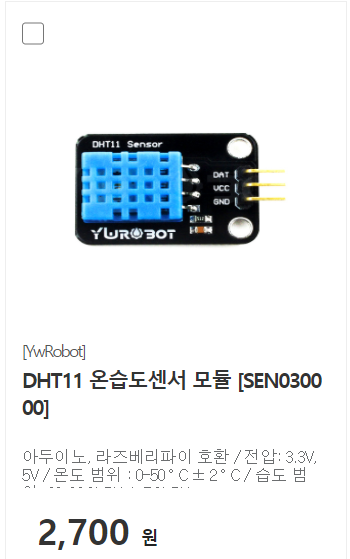 DHT11 Sensor
DAT
VCC
GND
YWROBOT
[YwRobot]
DHT11 온습도센서 모듈 [SEN0300
00]
아두이노, 라즈베리파이 호환 / 전압: 3.3V,
5V / 온도 범위 : 0-50° C ± 2° C / 습도 범
2,700 원